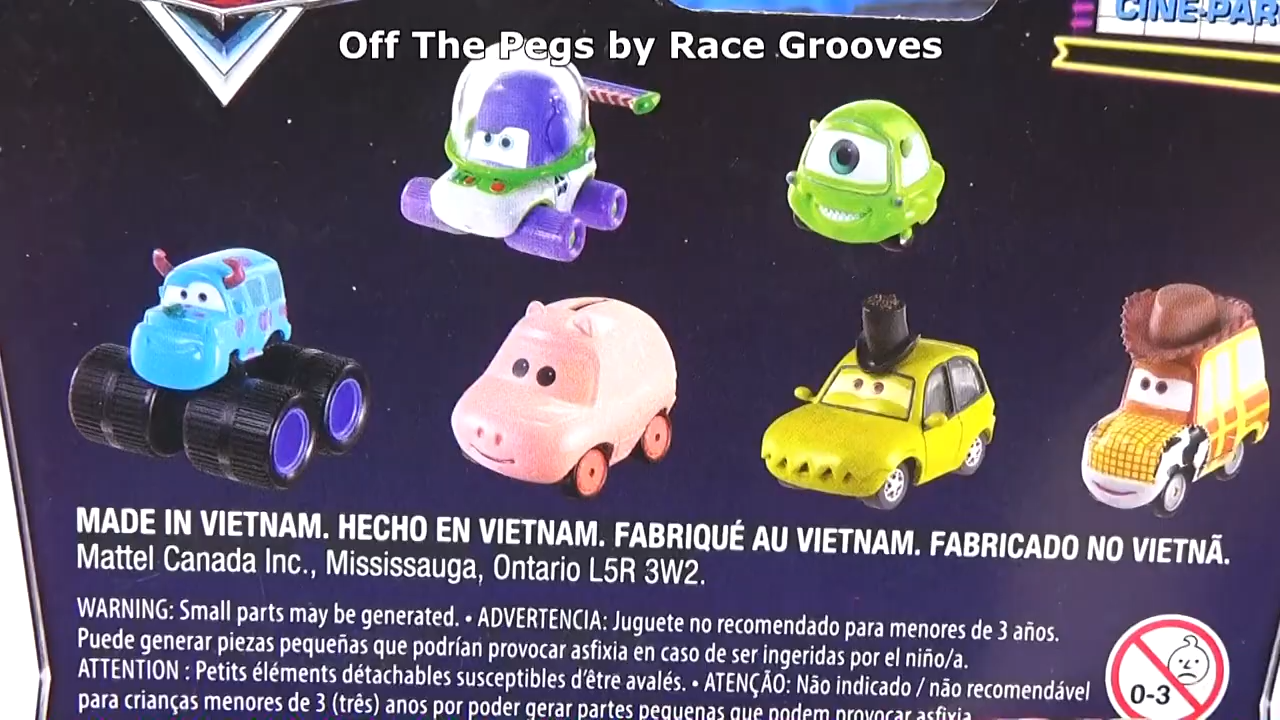 CINE-PAR
Off The Pegs by Race Grooves
MADE IN VIETNAM. HECHO EN VIETNAM. FABRIQUÉ AU VIETNAM. FABRICADO NO VIETNÃ.
Mattel Canada Inc., Mississauga, Ontario L5R 3W2.
WARNING: Small parts may be generated. • ADVERTENCIA: Juguete no recomendado para menores de 3 años.
Puede generar piezas pequeñas que podrían provocar asfixia en caso de ser ingeridas por el niño/a.
ATTENTION : Petits éléments détachables susceptibles d'être avalés. • ATENÇÃO: Não indicado / não recomendável
para crianças menores de 3 (três) anos por poder gerar partes pequenas que podem provocar asfixia.
0-3